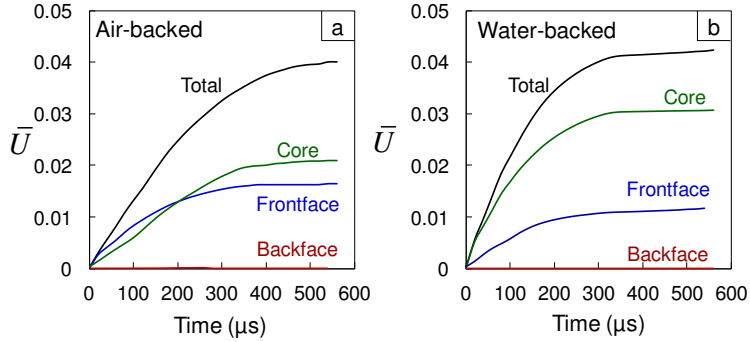 Air-backed
a
0.05
0.04
0.03
0.02
0.01
0
Ū
Total
Core
Frontface
Backface
0 100 200 300 400 500 600
Time (μs)
Water-backed
b
0.05
0.04
0.03
0.02
0.01
0
Ū
Total
Core
Frontface
Backface
0 100 200 300 400 500 600
Time (μs)